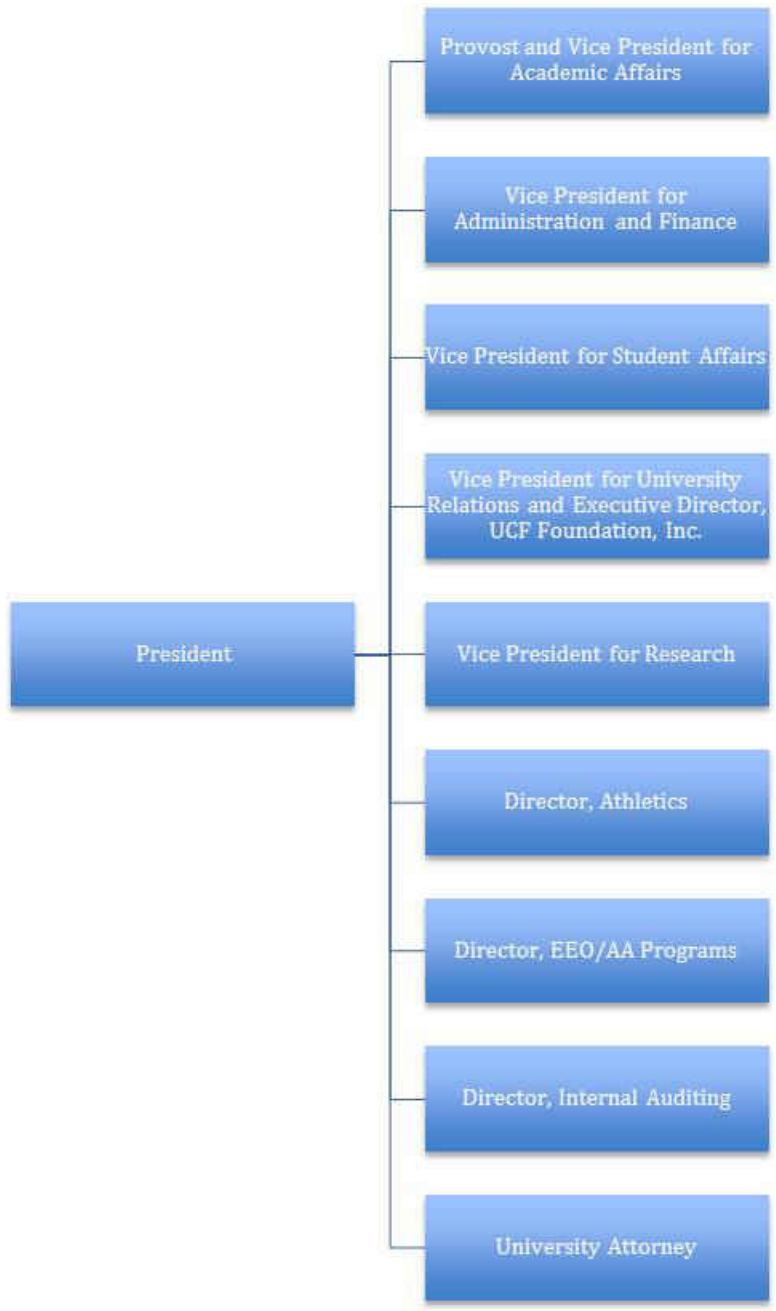 Provost and Vice President for
Academic Affairs
Vice President for
Administration and Finance
Vice President for Student Affairs
Vice President for University
Relations and Executive Director,
UCF Foundation, Inc.
President
Vice President for Research
Director, Athletics
Director, EEO/AA Programs
Director, Internal Auditing
University Attorney